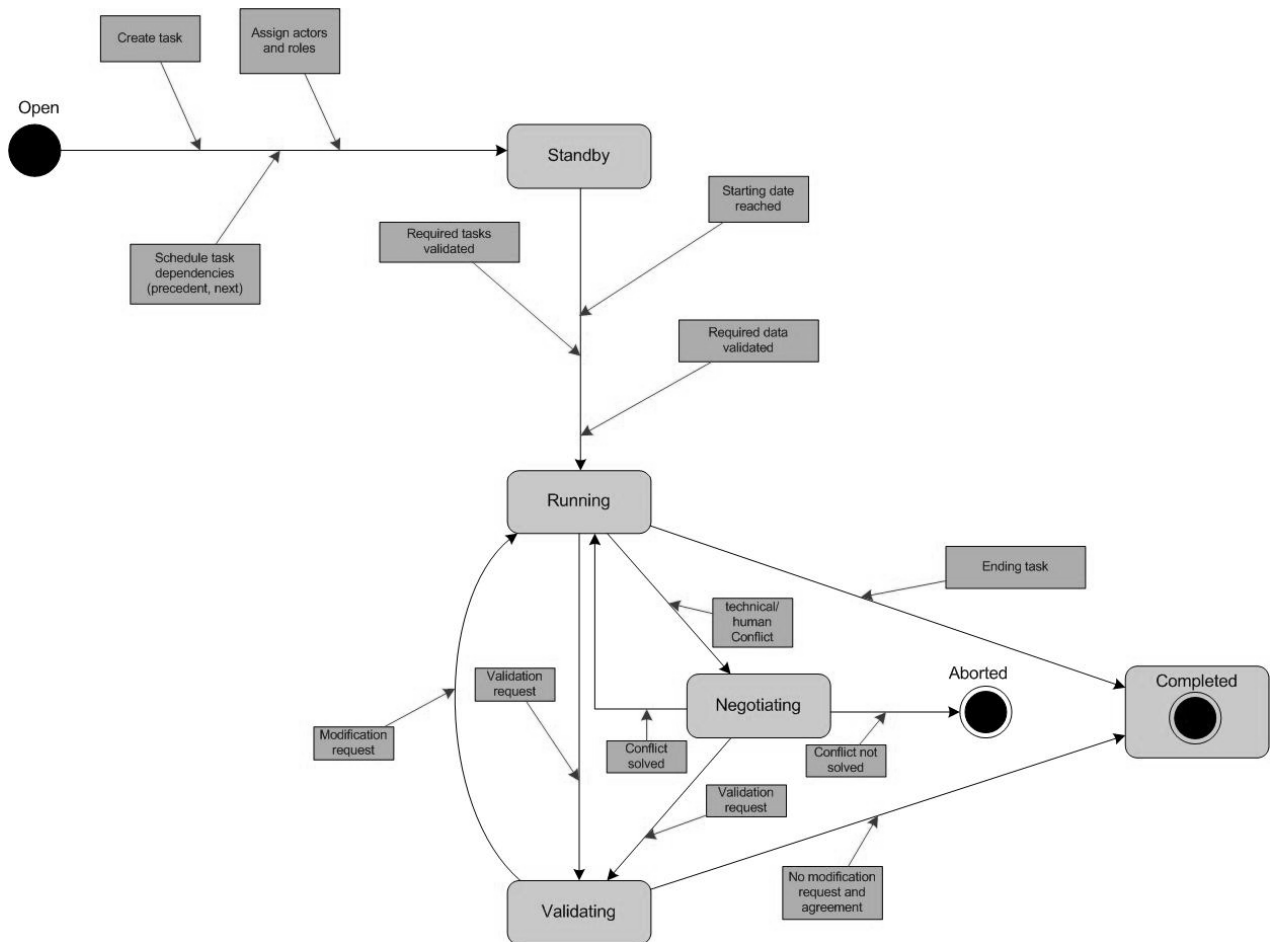 Create task
Assign actors
and roles
Open
Standby
Starting date
reached
Required tasks
validated
Schedule task
dependencies
(precedent, next)
Required data
validated
Running
Ending task
technical/
human
Conflict
Validation
request
Aborted
Completed
Negotiating
Modification
request
Conflict
solved
Conflict not
solved
Validation
request
No modification
request and
agreement
Validating